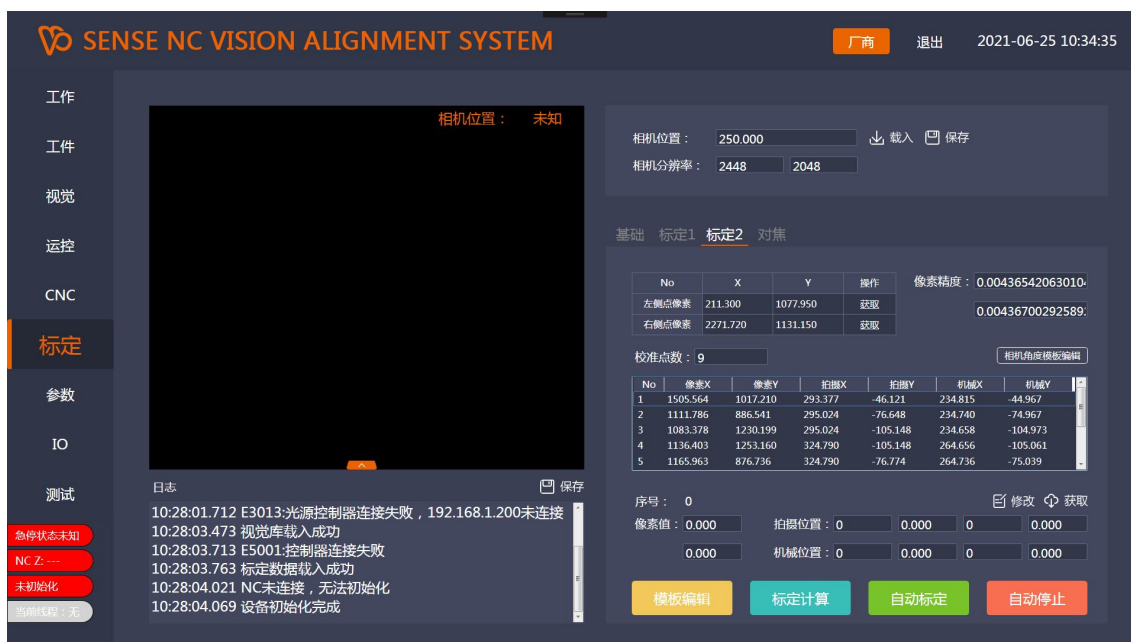 SENSE NC VISION ALIGNMENT SYSTEM
厂商 退出 2021-06-25 10:34:35
工作
工件
视觉
运控
CNC
标定
参数
IO
测试
急停状态未知
NC Z: ---
未初始化
当前线程：无
相机位置： 未知
日志 保存
10:28:01.712 E3013:光源控制器连接失败，192.168.1.200未连接
10:28:03.473 视觉库载入成功
10:28:03.713 E5001:控制器连接失败
10:28:03.763 标定数据载入成功
10:28:04.021 NC未连接，无法初始化
10:28:04.069 设备初始化完成
相机位置： 250.000 载入 保存
相机分辨率： 2448 2048
基础 标定1 标定2 对焦
No X Y 操作 像素精度： 0.00436542063010
左侧点像素 211.300 1077.950 获取 0.00436700292589
右侧点像素 2271.720 1131.150 获取
校准点数： 9 相机角度模板编辑
No 像素X 像素Y 拍摄X 拍摄Y 机械X 机械Y
1 1505.564 1017.210 293.377 -46.121 234.815 -44.967
2 1111.786 886.541 295.024 -76.648 234.740 -74.967
3 1083.378 1230.199 295.024 -105.148 234.658 -104.973
4 1136.403 1253.160 324.790 -105.148 264.656 -105.061
5 1165.963 876.736 324.790 -76.774 264.736 -75.039
序号： 0 修改 获取
像素值： 0.000 拍摄位置： 0 0.000 0 0.000
0.000 机械位置： 0 0.000 0 0.000
模板编辑 标定计算 自动标定 自动停止